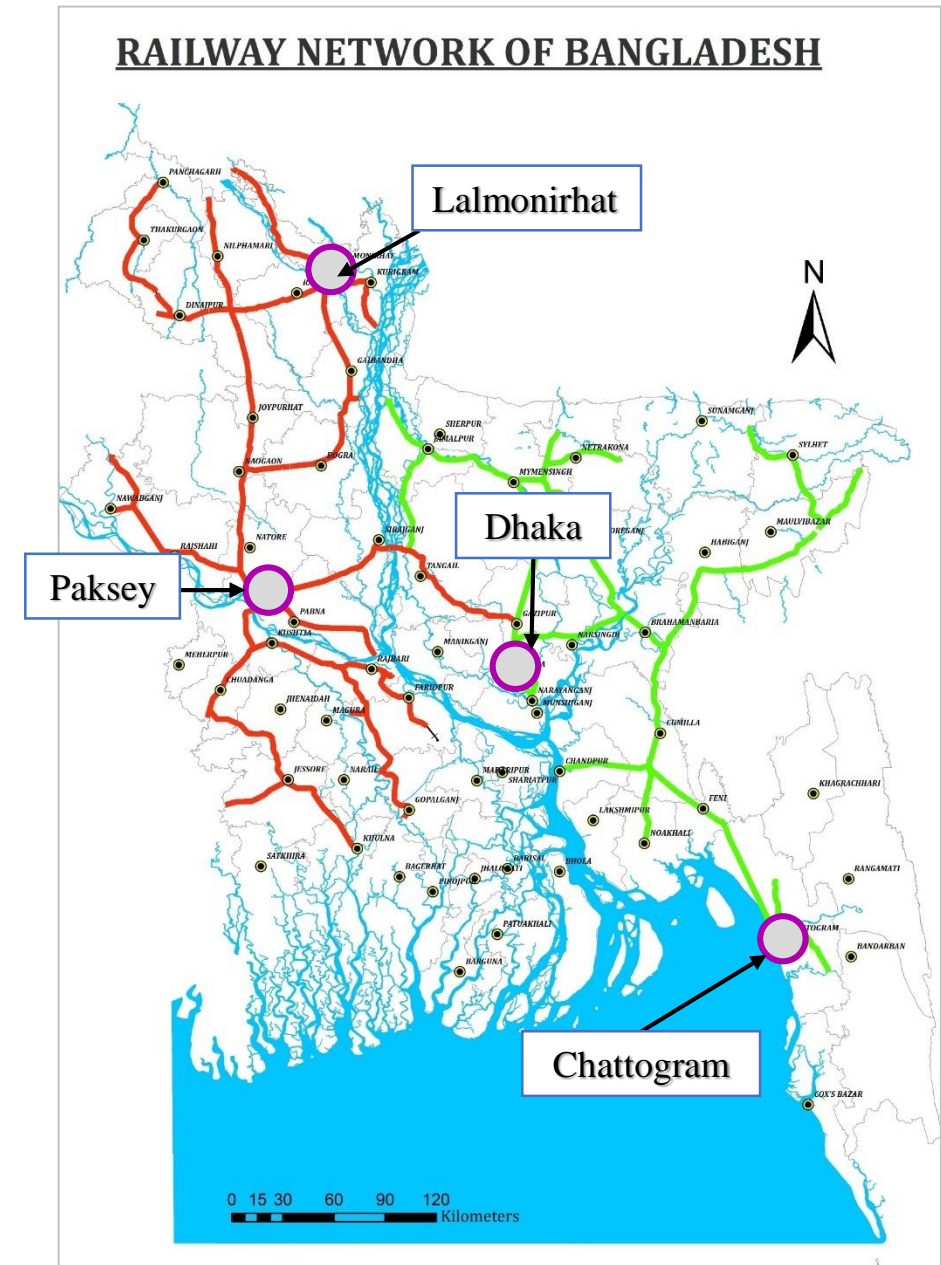 RAILWAY NETWORK OF BANGLADESH
PANCHAGARH
Lalmonirhat
THAKURGAON
NILPHAMARI
KURIGRAM
N
DINAJPUR
GAIBANDHA
JOYPURHAT
SHERPUR
SUNAMGANJ
JAMALPUR
SYLHET
NETRAKONA
BOGRA
NAOGAON
MYMENSINGH
NAWABGANJ
Dhaka
MAULVIBAZAR
SIRAJGANJ
NATORE
HABIGANJ
RAJSHAHI
TANGAIL
Paksey
PABNA
GAZIPUR
BRAHAMANBARIA
KUSHTIA
NARSINGDI
MANIKGANJ
MEHERPUR
RAJBARI
CHUADANGA
FARIDPUR
NARAYANGANJ
JHENAIDAH
MUNSHIGANJ
MAGURA
CUMILLA
CHANDPUR
JESSORE
NARAIL
MADARIPUR
SHARIATPUR
KHAGRACHHARI
GOPALGANJ
FENI
LAKSHMIPUR
NOAKHALI
KHULNA
SATKHIRA
BARISAL
BHOLA
BAGERHAT
JHALOKATI
RANGAMATI
PIROJPUR
PATUAKHALI
TOGRAM
BANDARBAN
BARGUNA
Chattogram
COX'S BAZAR
0 15 30 60 90 120
Kilometers